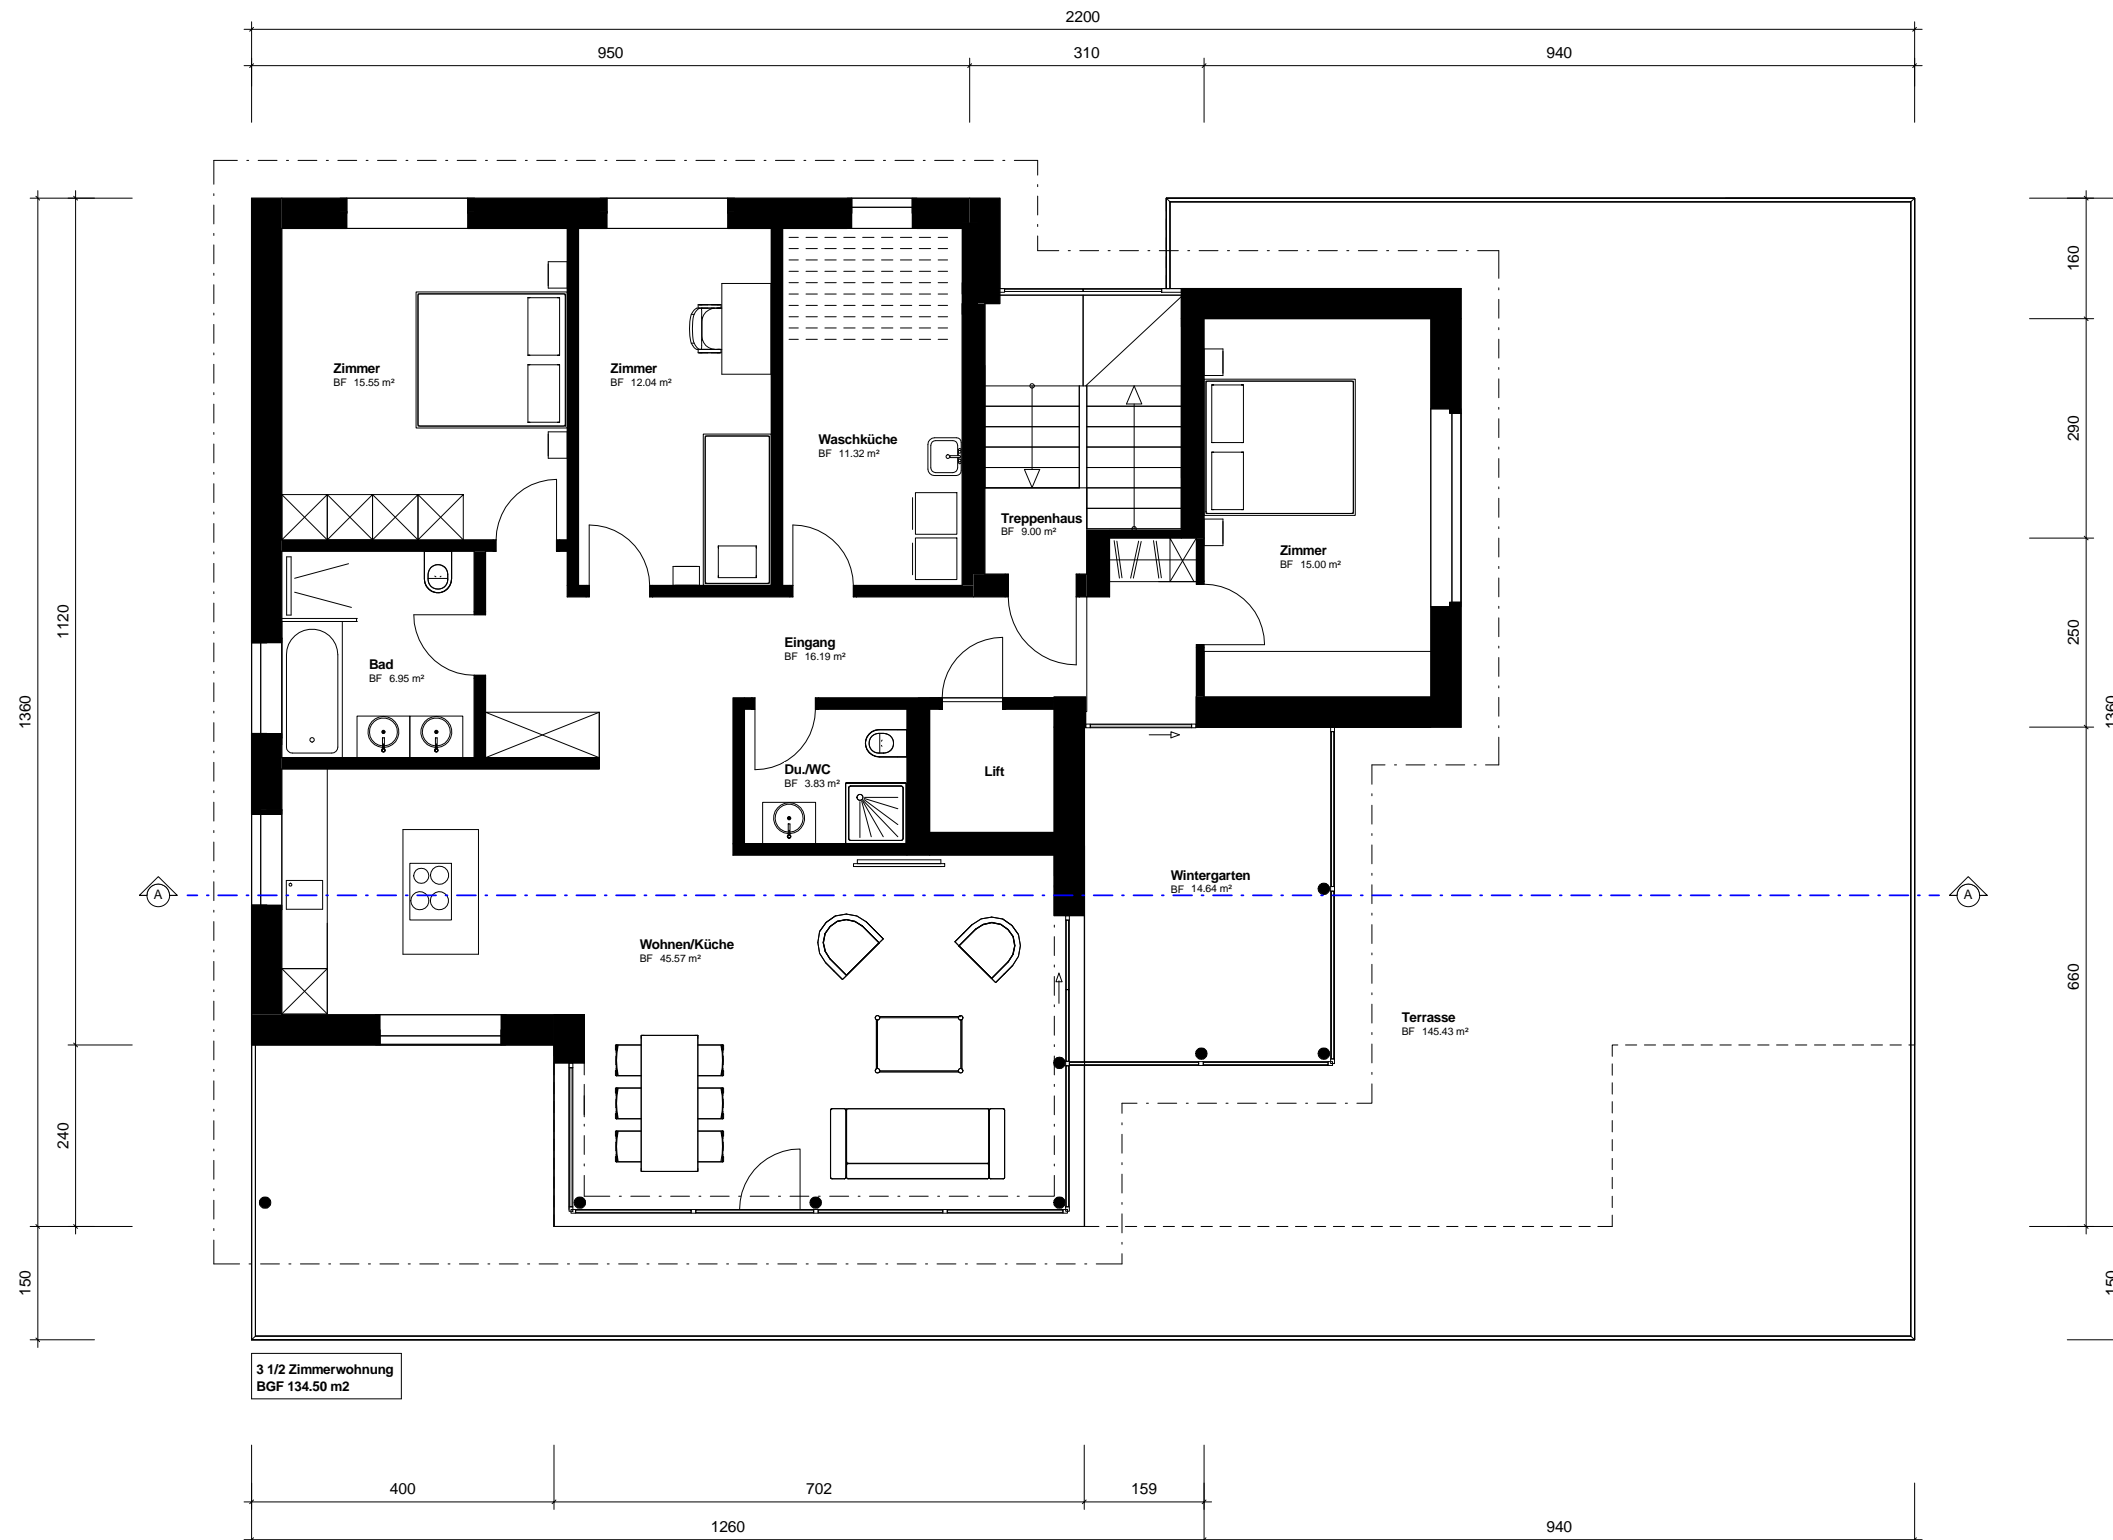 2200
950 310 940
Zimmer
BF 15.55 m²
Zimmer
BF 12.04 m²
Waschküche
BF 11.32 m²
Treppenhaus
BF 9.00 m²
Zimmer
BF 15.00 m²
Eingang
BF 16.19 m²
Bad
BF 6.95 m²
Du./WC
BF 3.83 m²
Lift
Wintergarten
BF 14.64 m²
A
A
Wohnen/Küche
BF 45.57 m²
Terrasse
BF 145.43 m²
1360
150
1120
240
160
290
250
660
1360
150
3 1/2 Zimmerwohnung
BGF 134.50 m2
400 702 159
1260 940